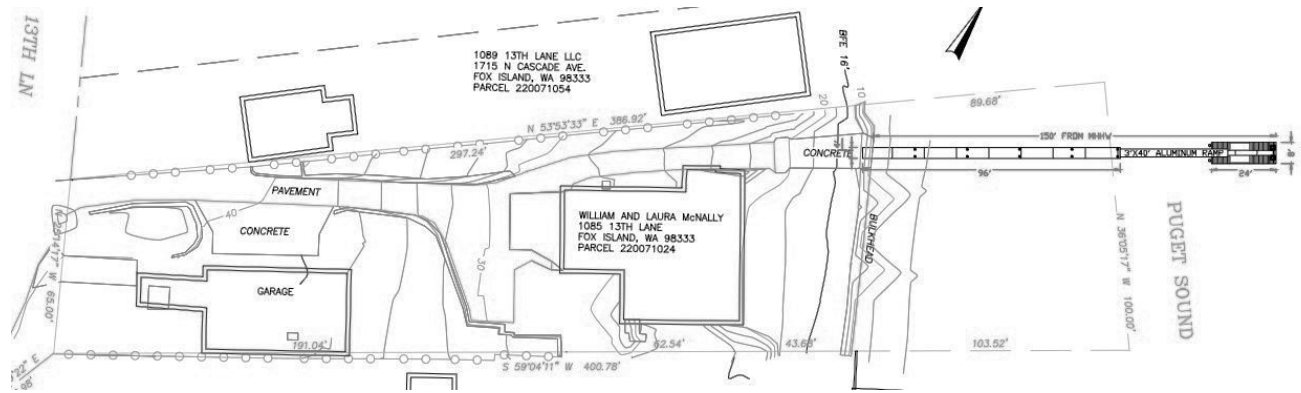 13TH LN
1089 13TH LANE LLC
1715 N CASCADE AVE.
FOX ISLAND, WA 98333
PARCEL 220071054
BFE 16'
20
10
89.68'
N 53°53'33" E 386.92'
297.24'
150' FROM MHHW
CONCRETE
3'X40' ALUMINUM RAMP
8'
96'
24'
PAVEMENT
40
CONCRETE
WILLIAM AND LAURA McNALLY
1085 13TH LANE
FOX ISLAND, WA 98333
PARCEL 220071024
BULKHEAD
PUGET SOUND
N 36°05'17" W 100.00'
30
GARAGE
W 65.00'
191.04'
62.54'
43.63'
103.52'
S 59°04'11" W 400.78'